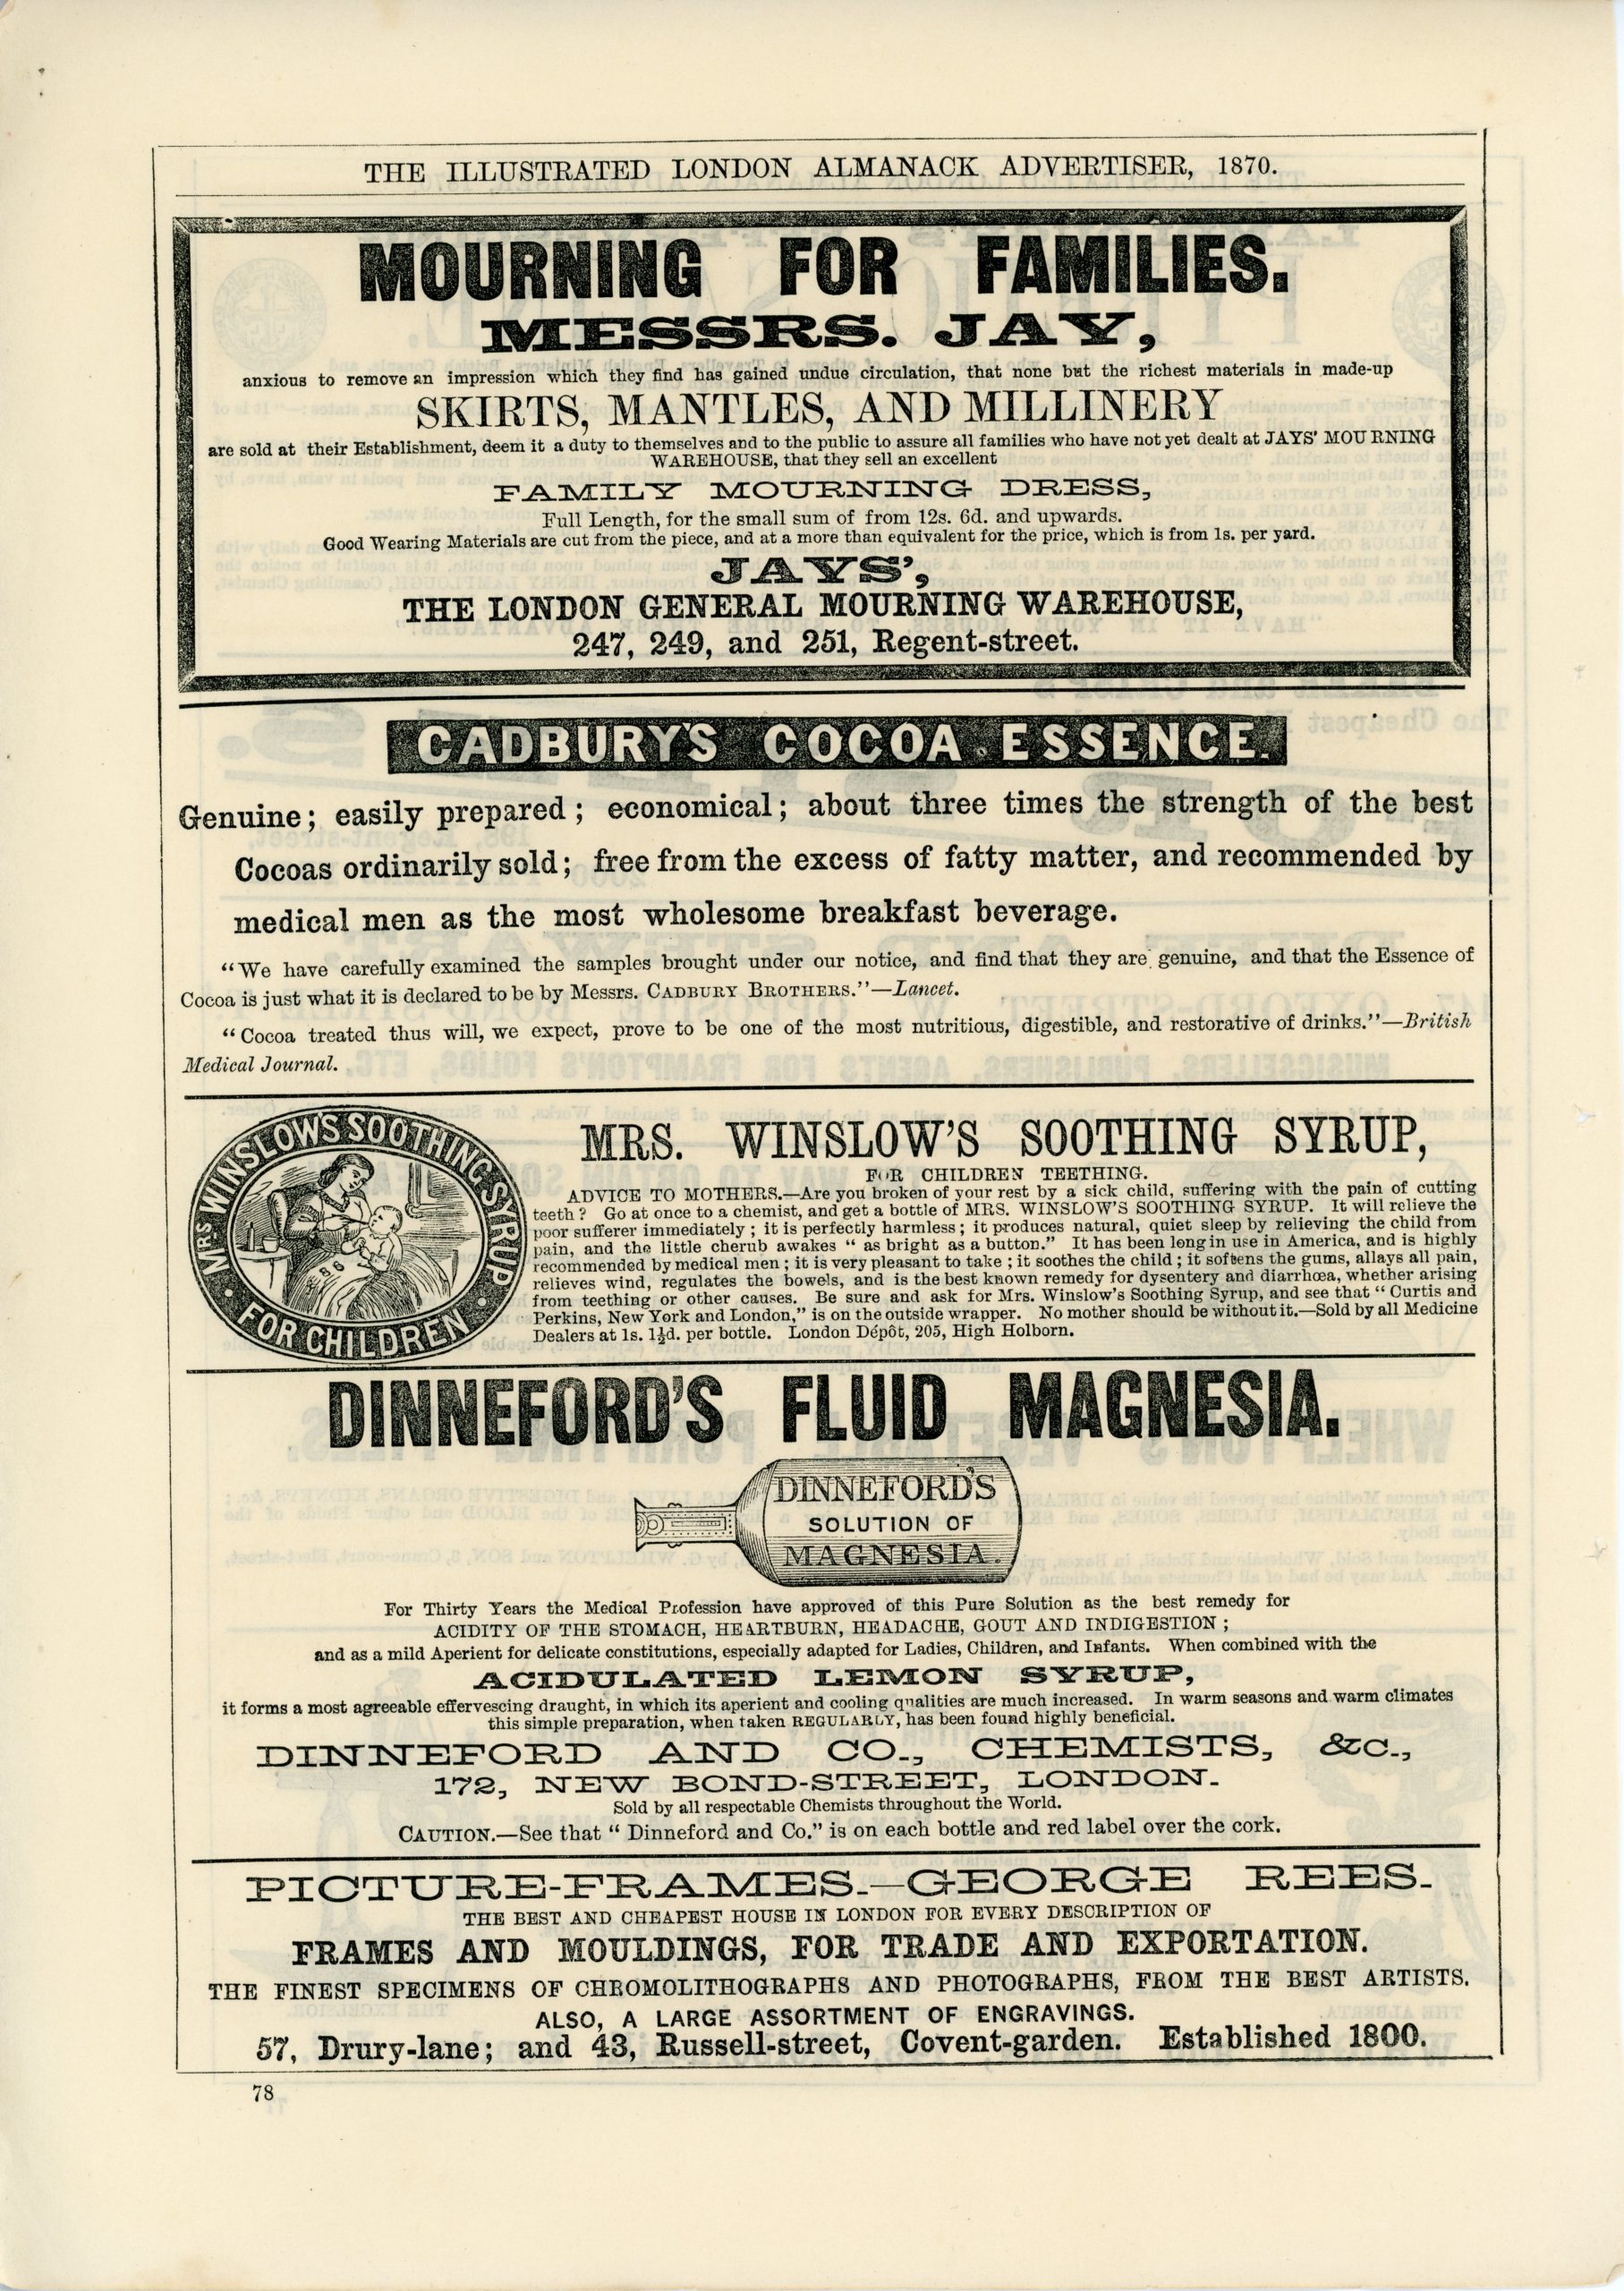 THE ILLUSTRATED LONDON ALMANACK ADVERTISER, 1870.
MOURNING FOR FAMILIES.
MESSRS. JAY,
anxious to remove an impression which they find has gained undue circulation, that none but the richest materials in made-up
SKIRTS, MANTLES, AND MILLINERY
are sold at their Establishment, deem it a duty to themselves and to the public to assure all families who have not yet dealt at JAYS' MOURNING
WAREHOUSE, that they sell an excellent
FAMILY MOURNING DRESS,
Full Length, for the small sum of from 12s. 6d. and upwards.
Good Wearing Materials are cut from the piece, and at a more than equivalent for the price, which is from 1s. per yard.
JAYS',
THE LONDON GENERAL MOURNING WAREHOUSE,
247, 249, and 251, Regent-street.
CADBURY'S COCOA ESSENCE.
Genuine; easily prepared; economical; about three times the strength of the best
Cocoas ordinarily sold; free from the excess of fatty matter, and recommended by
medical men as the most wholesome breakfast beverage.
"We have carefully examined the samples brought under our notice, and find that they are genuine, and that the Essence of
Cocoa is just what it is declared to be by Messrs. CADBURY BROTHERS."—Lancet.
"Cocoa treated thus will, we expect, prove to be one of the most nutritious, digestible, and restorative of drinks."—British
Medical Journal.
MRS WINSLOW'S SOOTHING SYRUP
FOR CHILDREN
MRS. WINSLOW'S SOOTHING SYRUP,
FOR CHILDREN TEETHING.
ADVICE TO MOTHERS.—Are you broken of your rest by a sick child, suffering with the pain of cutting
teeth? Go at once to a chemist, and get a bottle of MRS. WINSLOW'S SOOTHING SYRUP. It will relieve the
poor sufferer immediately; it is perfectly harmless; it produces natural, quiet sleep by relieving the child from
pain, and the little cherub awakes "as bright as a button." It has been long in use in America, and is highly
recommended by medical men; it is very pleasant to take; it soothes the child; it softens the gums, allays all pain,
relieves wind, regulates the bowels, and is the best known remedy for dysentery and diarrhœa, whether arising
from teething or other causes. Be sure and ask for Mrs. Winslow's Soothing Syrup, and see that "Curtis and
Perkins, New York and London," is on the outside wrapper. No mother should be without it.—Sold by all Medicine
Dealers at 1s. 1½d. per bottle. London Dépôt, 205, High Holborn.
DINNEFORD'S FLUID MAGNESIA.
DINNEFORD'S
SOLUTION OF
MAGNESIA.
For Thirty Years the Medical Profession have approved of this Pure Solution as the best remedy for
ACIDITY OF THE STOMACH, HEARTBURN, HEADACHE, GOUT AND INDIGESTION;
and as a mild Aperient for delicate constitutions, especially adapted for Ladies, Children, and Infants. When combined with the
ACIDULATED LEMON SYRUP,
it forms a most agreeable effervescing draught, in which its aperient and cooling qualities are much increased. In warm seasons and warm climates
this simple preparation, when taken REGULARLY, has been found highly beneficial.
DINNEFORD AND CO., CHEMISTS, &C.,
172, NEW BOND-STREET, LONDON.
Sold by all respectable Chemists throughout the World.
CAUTION.—See that "Dinneford and Co." is on each bottle and red label over the cork.
PICTURE-FRAMES.—GEORGE REES.
THE BEST AND CHEAPEST HOUSE IN LONDON FOR EVERY DESCRIPTION OF
FRAMES AND MOULDINGS, FOR TRADE AND EXPORTATION.
THE FINEST SPECIMENS OF CHROMOLITHOGRAPHS AND PHOTOGRAPHS, FROM THE BEST ARTISTS.
ALSO, A LARGE ASSORTMENT OF ENGRAVINGS.
57, Drury-lane; and 43, Russell-street, Covent-garden. Established 1800.
78